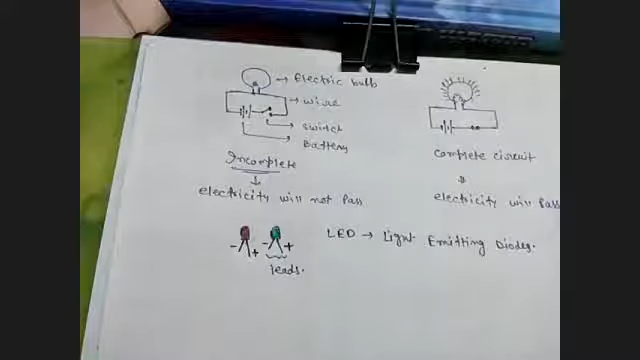 Electric bulb
wire
switch
Battery
Incomplete
electricity will not Pass
Complete circuit
electricity will Pass
LED → Light Emitting Diodes.
- + - +
leads.